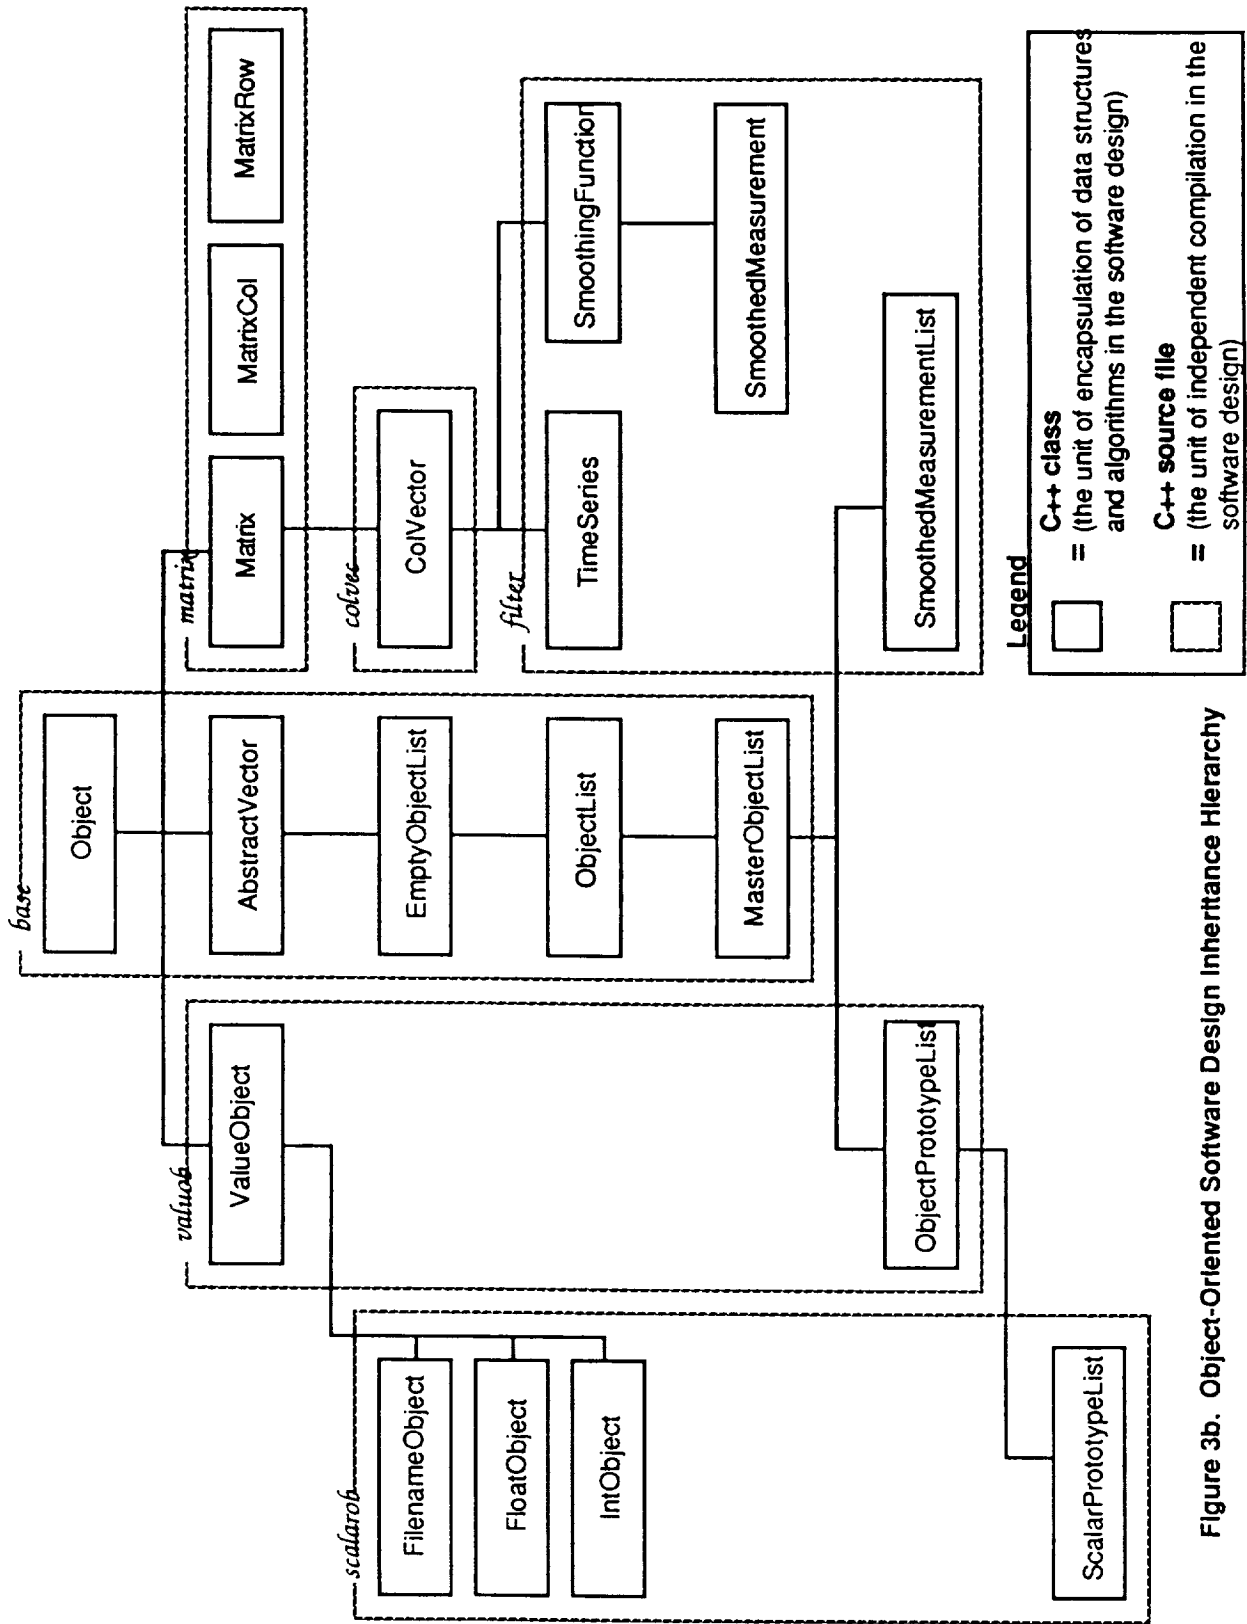 base
Object
valuob
ValueObject
AbstractVector
matrix
Matrix
MatrixCol
MatrixRow
scalarob
FilenameObject
FloatObject
IntObject
EmptyObjectList
colvec
ColVector
ObjectList
filter
TimeSeries
SmoothingFunction
MasterObjectList
SmoothedMeasurement
ObjectPrototypeList
SmoothedMeasurementList
ScalarPrototypeList
Legend
C++ class
= (the unit of encapsulation of data structures
and algorithms in the software design)
C++ source file
= (the unit of independent compilation in the
software design)
Figure 3b. Object-Oriented Software Design Inheritance Hierarchy